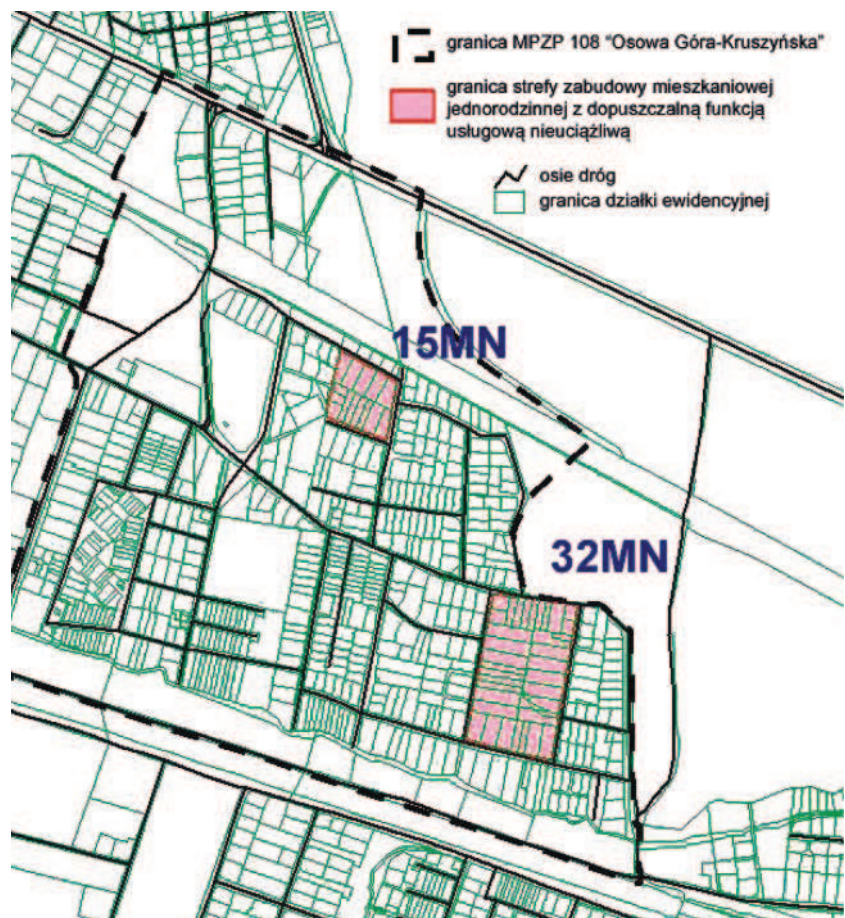 granica MPZP 108 "Osowa Góra-Kruszyńska"
granica strefy zabudowy mieszkaniowej
jednorodzinnej z dopuszczalną funkcją
usługową nieuciążliwą
osie dróg
granica działki ewidencyjnej
15MN
32MN